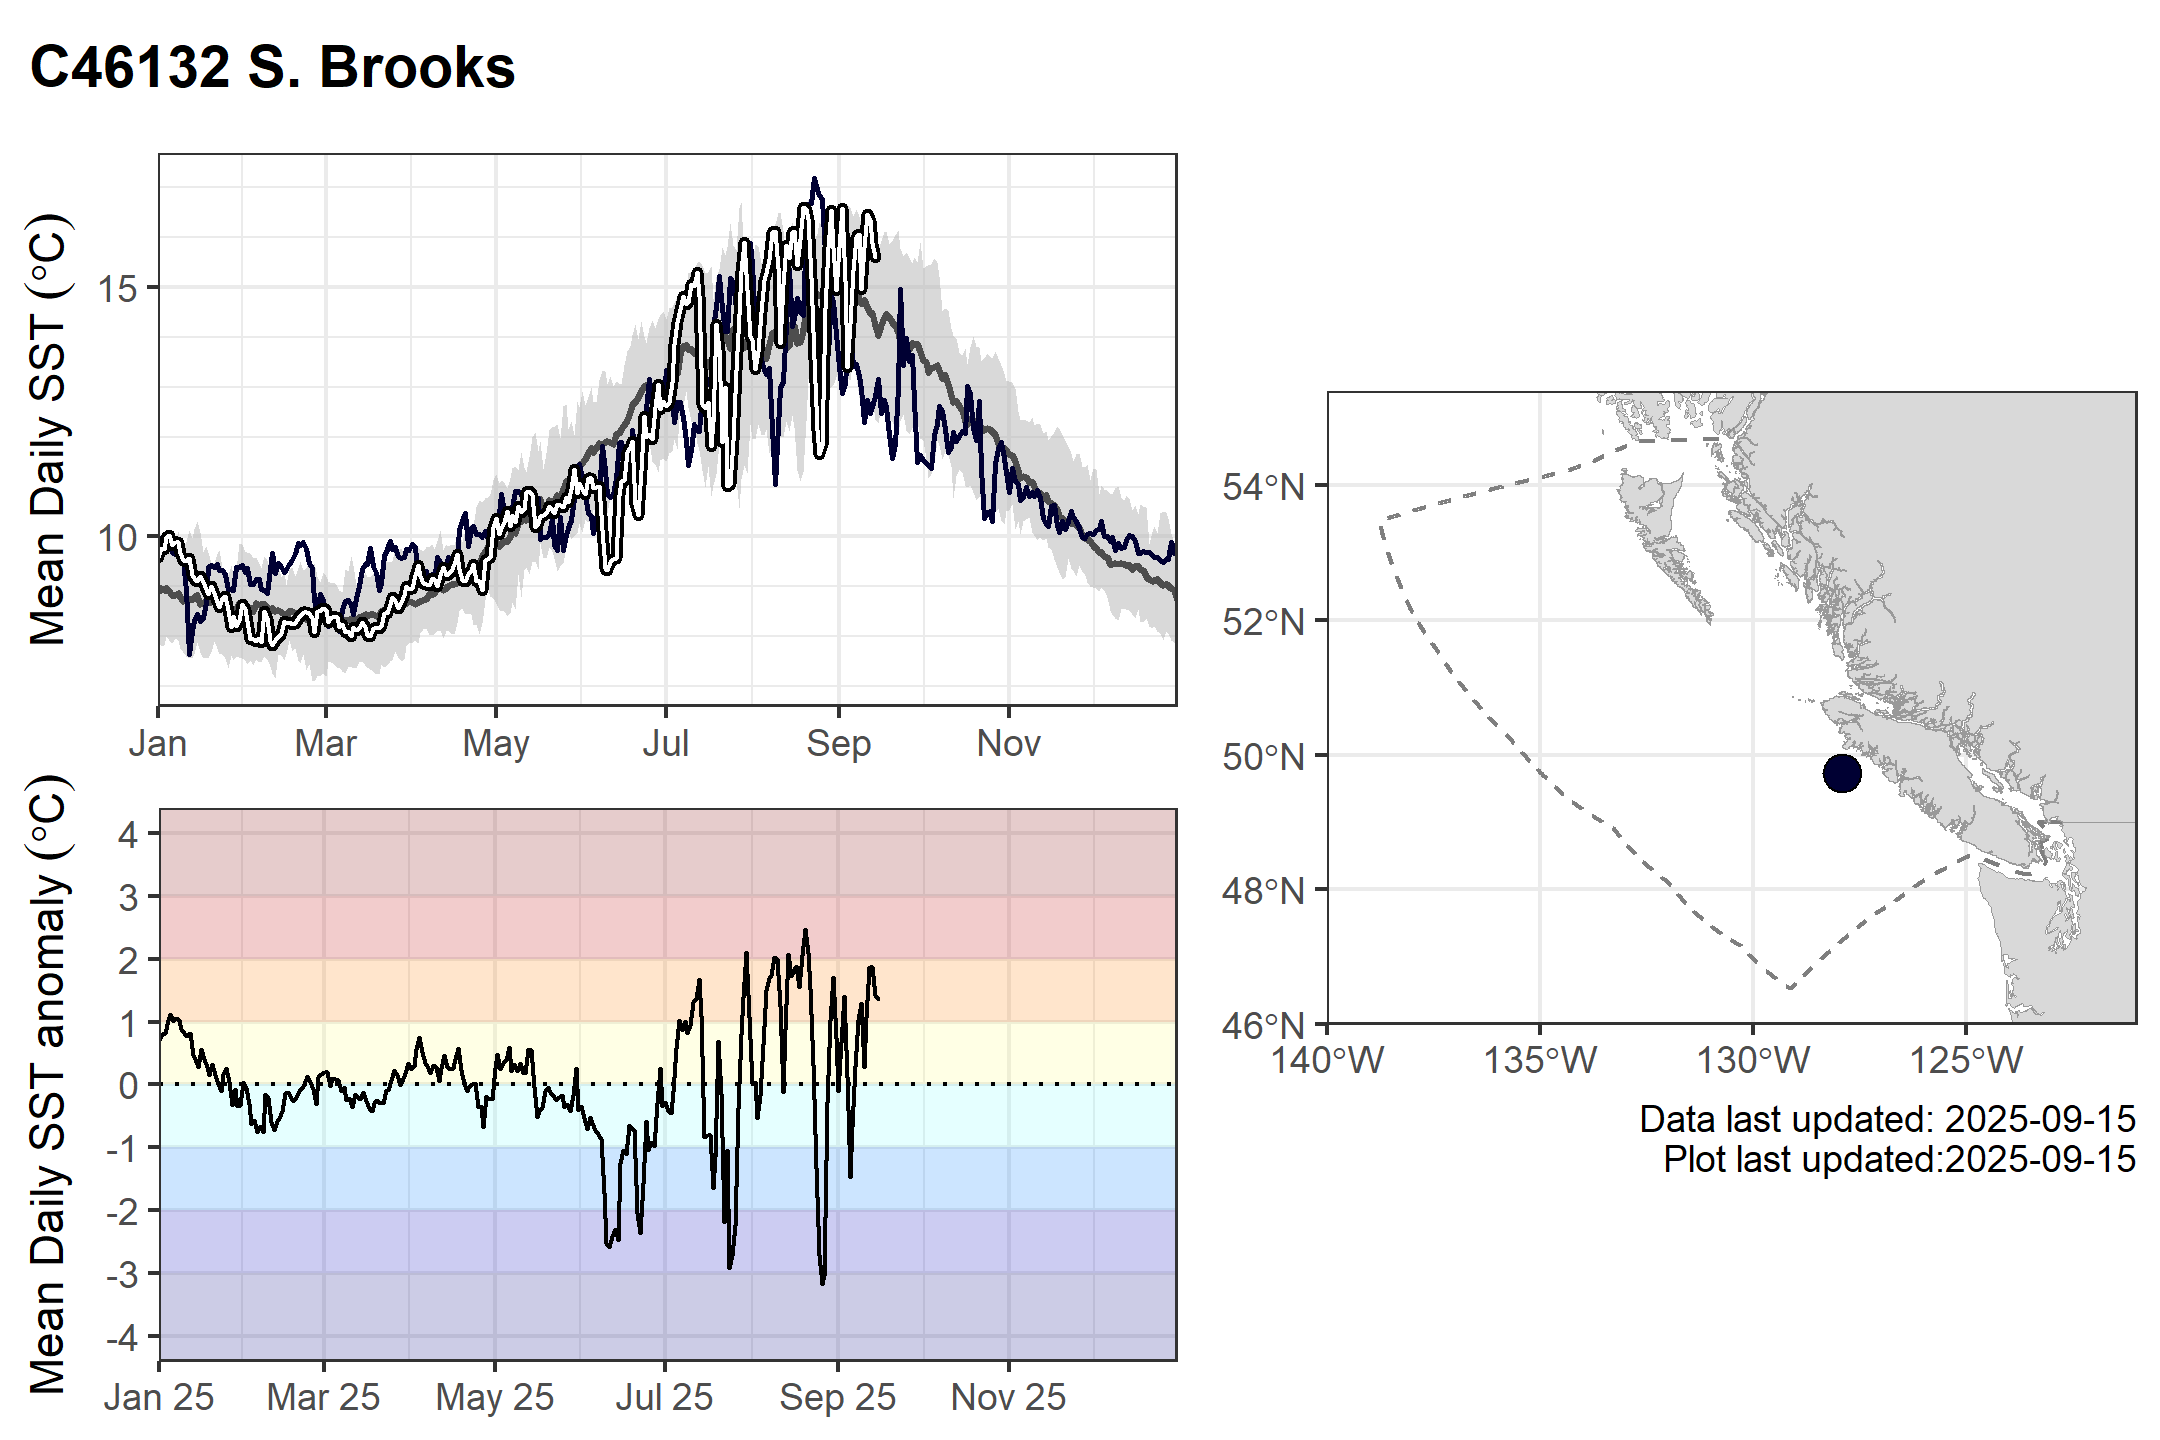 C46132 S. Brooks
Mean Daily SST (°C)
15
10
Jan Mar May Jul Sep Nov
Mean Daily SST anomaly (°C)
4
3
2
1
0
-1
-2
-3
-4
Jan 25 Mar 25 May 25 Jul 25 Sep 25 Nov 25
54°N
52°N
50°N
48°N
46°N
140°W 135°W 130°W 125°W
Data last updated: 2025-09-15
Plot last updated:2025-09-15